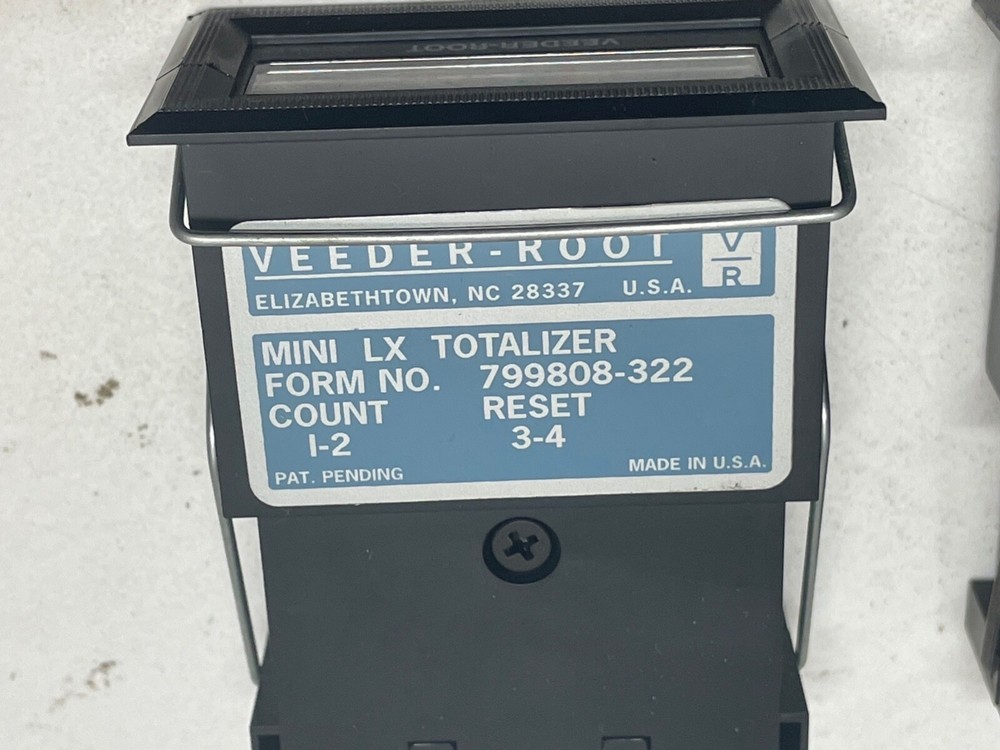 VEEDER-ROOT
VEEDER-ROOT
V
R
ELIZABETHTOWN, NC 28337 U.S.A.
MINI LX TOTALIZER
FORM NO. 799808-322
COUNT RESET
1-2 3-4
PAT. PENDING MADE IN U.S.A.